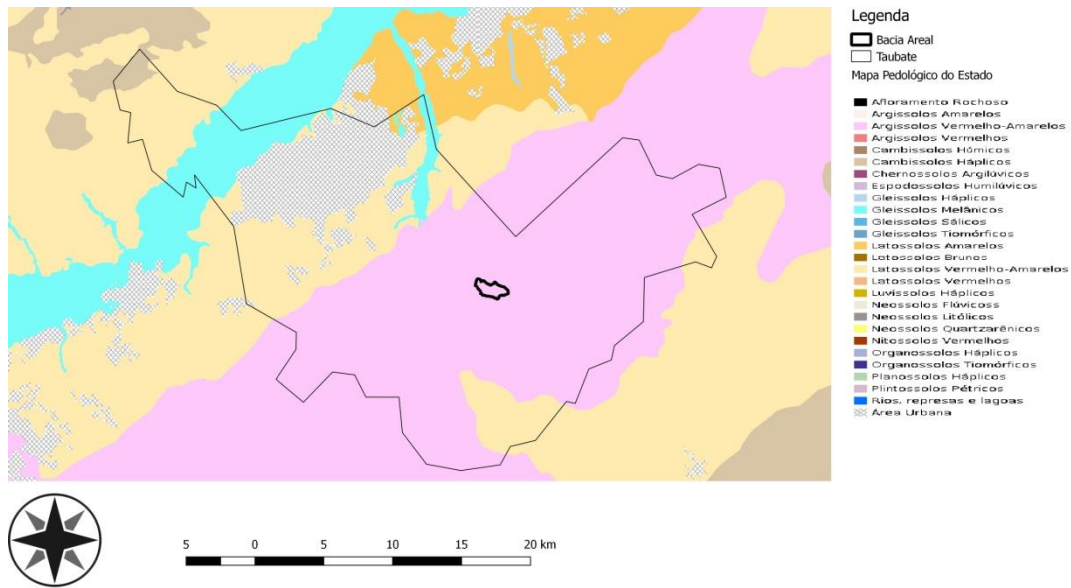 Legenda
Bacia Areal
Taubate
Mapa Pedológico do Estado
Afloramento Rochoso
Argissolos Amarelos
Argissolos Vermelho-Amarelos
Argissolos Vermelhos
Cambissolos Húmicos
Cambissolos Háplicos
Chernossolos Argilúvicos
Espodossolos Humilúvicos
Gleissolos Háplicos
Gleissolos Melânicos
Gleissolos Sálicos
Gleissolos Tiomórficos
Latossolos Amarelos
Latossolos Brunos
Latossolos Vermelho-Amarelos
Latossolos Vermelhos
Luvissolos Háplicos
Neossolos Flúvicoss
Neossolos Litólicos
Neossolos Quartzarênicos
Nitossolos Vermelhos
Organossolos Háplicos
Organossolos Tiomórficos
Planossolos Háplicos
Plintossolos Pétricos
Rios, represas e lagoas
Área Urbana
5 0 5 10 15 20 km